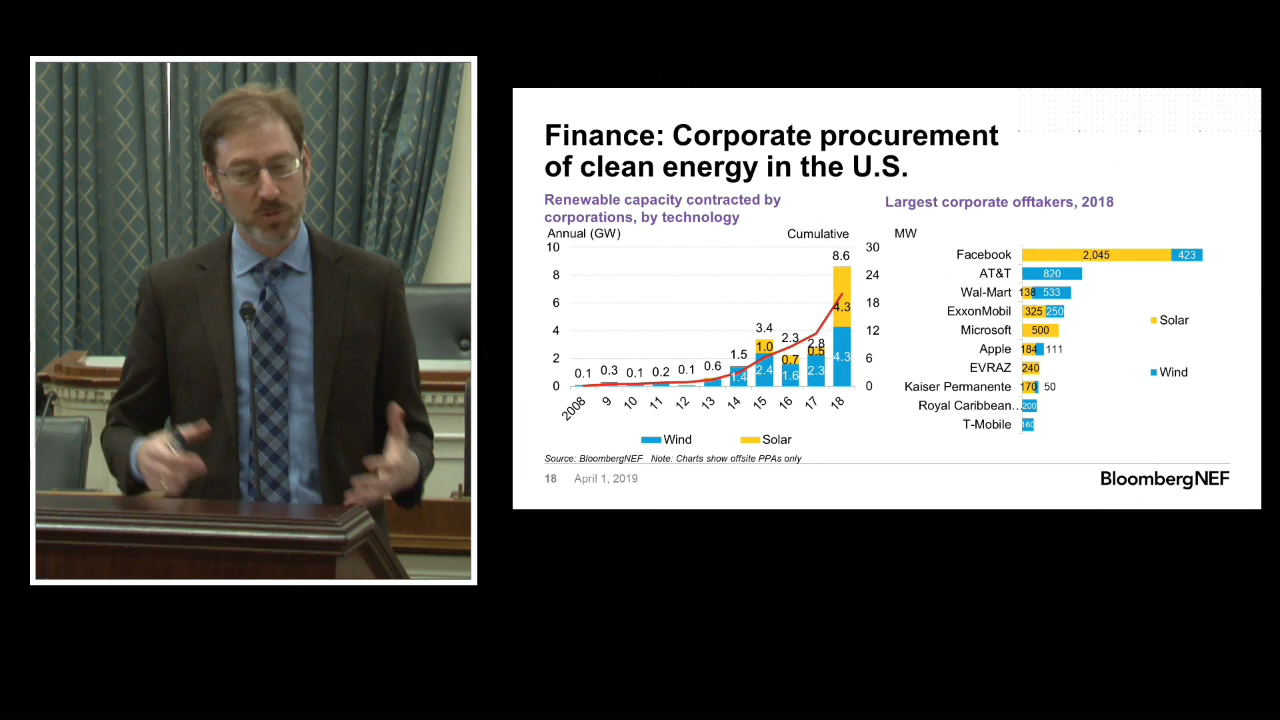 Finance: Corporate procurement
of clean energy in the U.S.
Renewable capacity contracted by
corporations, by technology
Annual (GW)
Cumulative
10
8
6
4
2
0
30
24
18
12
6
0
0.1
0.3
0.1
0.2
0.1
0.6
1.5
1.4
3.4
1.0
2.4
2.3
0.7
1.6
2.8
0.5
2.3
8.6
4.3
4.3
2008
9
10
11
12
13
14
15
16
17
18
Wind
Solar
Largest corporate offtakers, 2018
MW
Facebook 2,045 423
AT&T 820
Wal-Mart 138 533
ExxonMobil 325 250
Microsoft 500
Apple 184 111
EVRAZ 240
Kaiser Permanente 170 50
Royal Caribbean... 200
T-Mobile 160
Solar
Wind
Source: BloombergNEF Note: Charts show offsite PPAs only
18 April 1, 2019
BloombergNEF